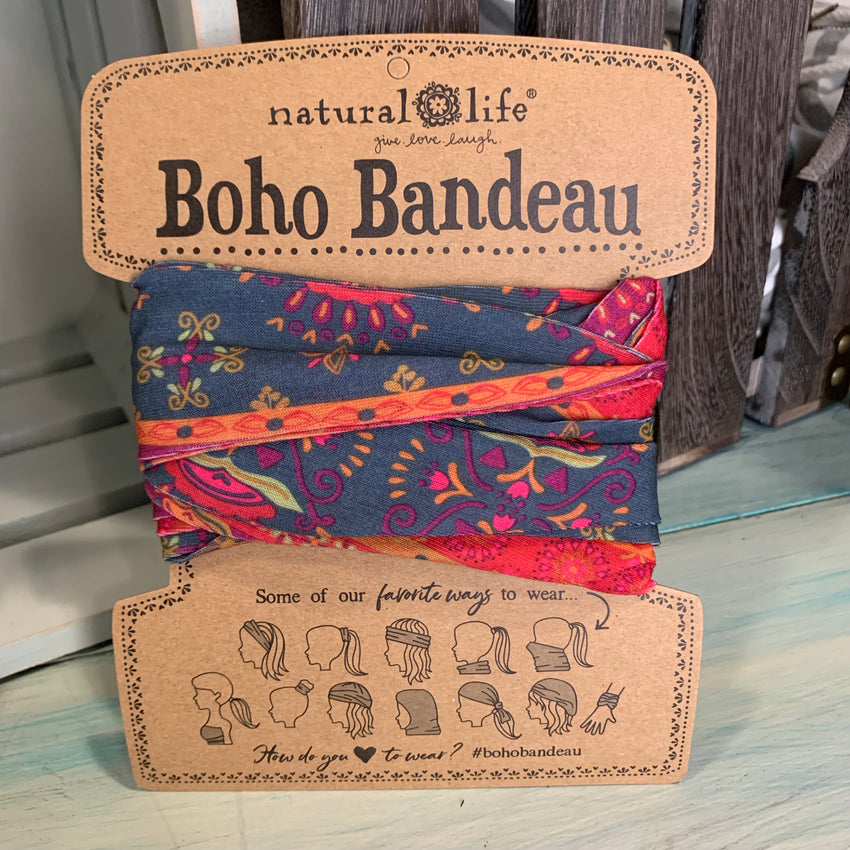 natural life®
give. love. laugh.
Boho Bandeau
Some of our favorite ways to wear...
How do you ♥ to wear? #bohobandeau